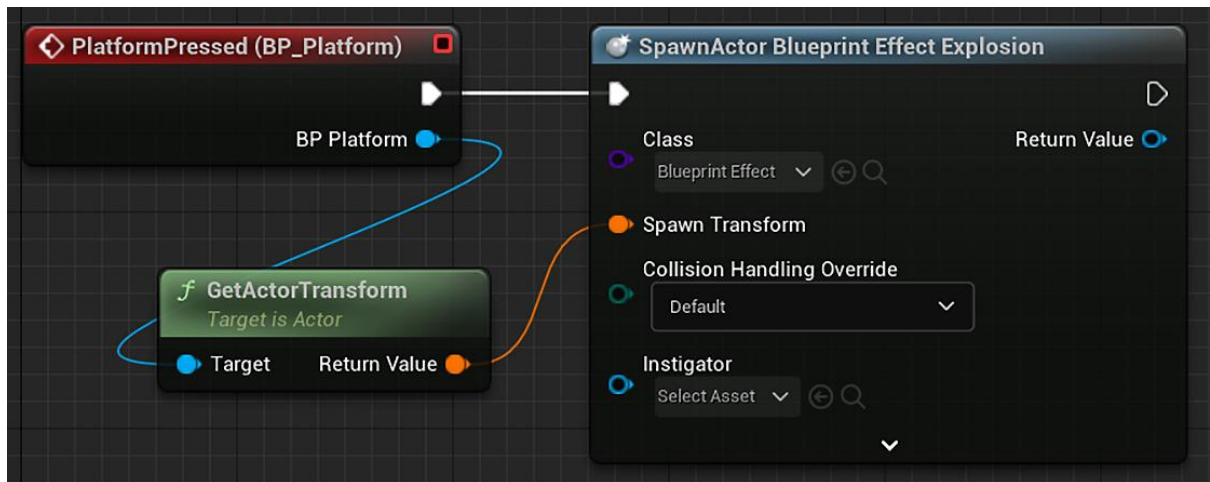 PlatformPressed (BP_Platform)
BP Platform
f GetActorTransform
Target is Actor
Target Return Value
SpawnActor Blueprint Effect Explosion
Class Return Value
Blueprint Effect
Spawn Transform
Collision Handling Override
Default
Instigator
Select Asset